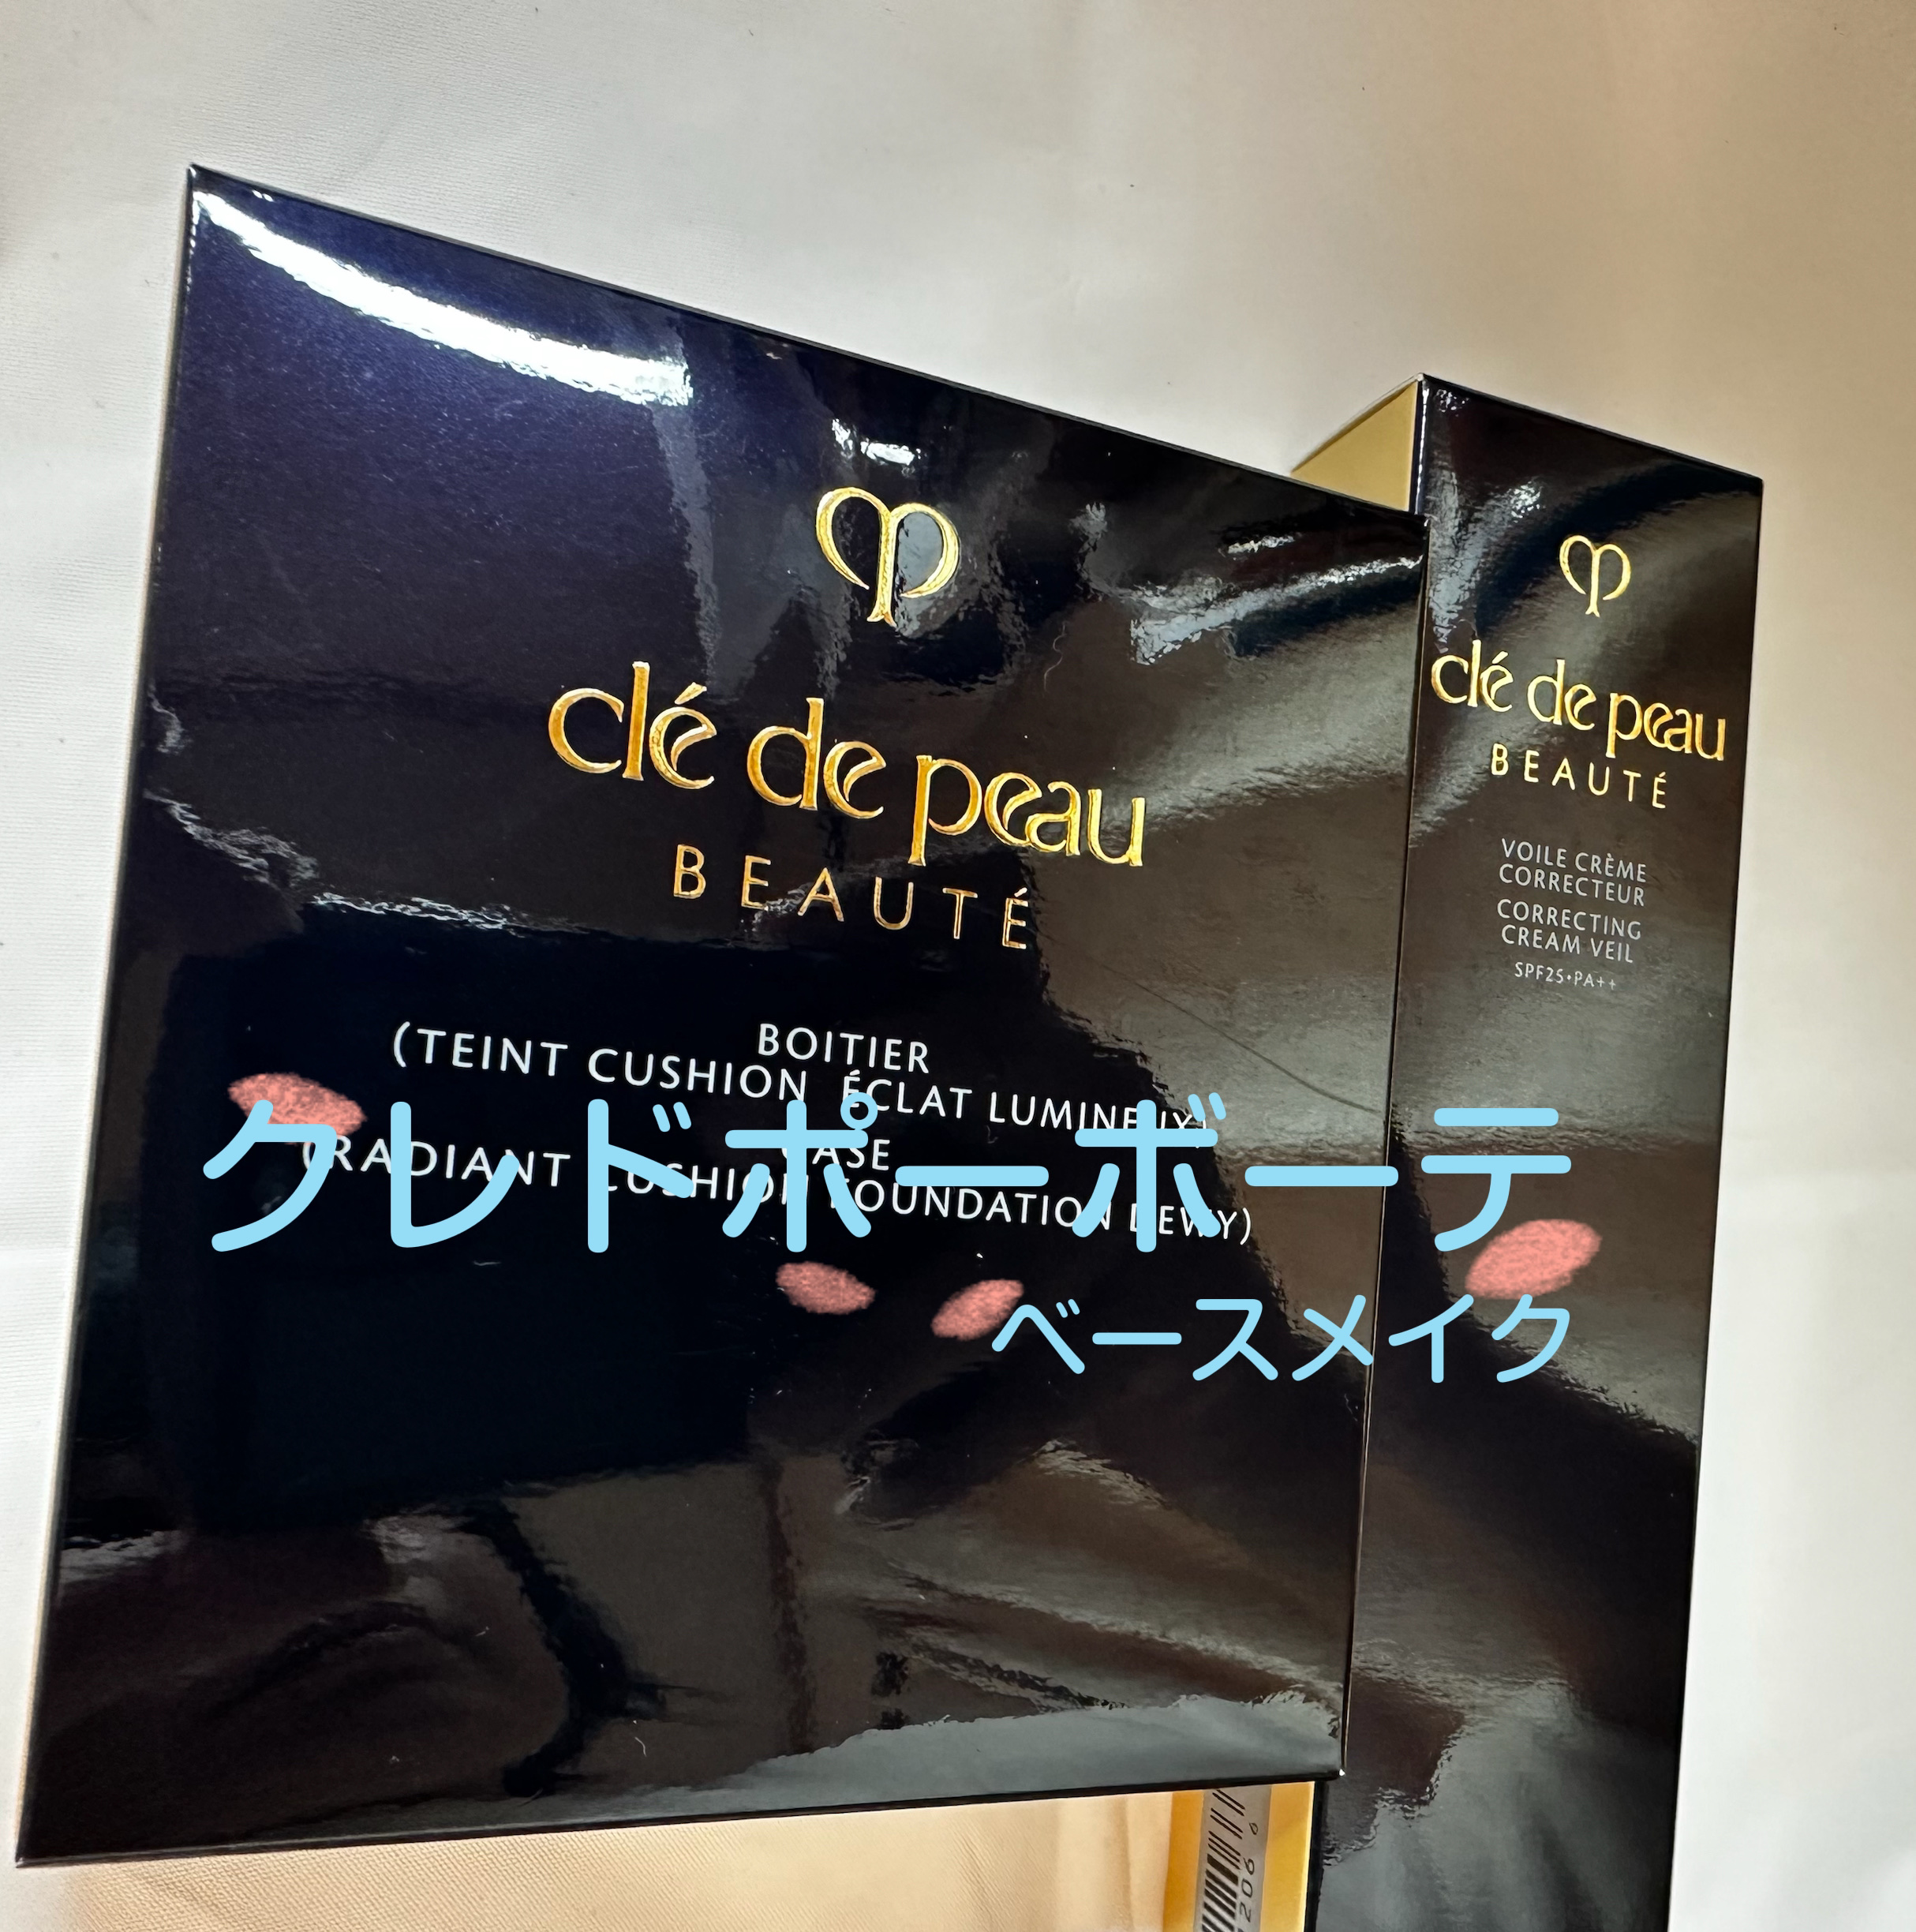 clé de peau
BEAUTÉ
BOITIER
(TEINT CUSHION ÉCLAT LUMINEUX)
CASE
(RADIANT CUSHION FOUNDATION DEWY)
clé de peau
BEAUTÉ
VOILE CRÈME
CORRECTEUR
CORRECTING
CREAM VEIL
SPF25・PA++
クレドポーボーテ
ベースメイク